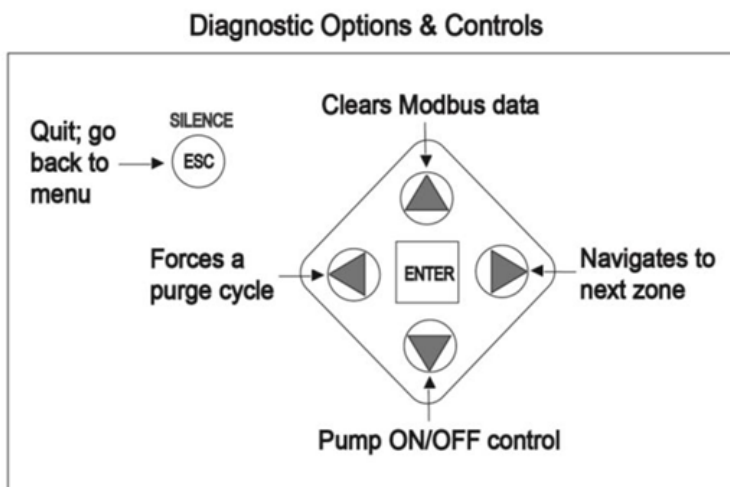 Diagnostic Options & Controls
Clears Modbus data
SILENCE
Quit; go
back to
menu
ESC
Forces a
purge cycle
ENTER
Navigates to
next zone
Pump ON/OFF control